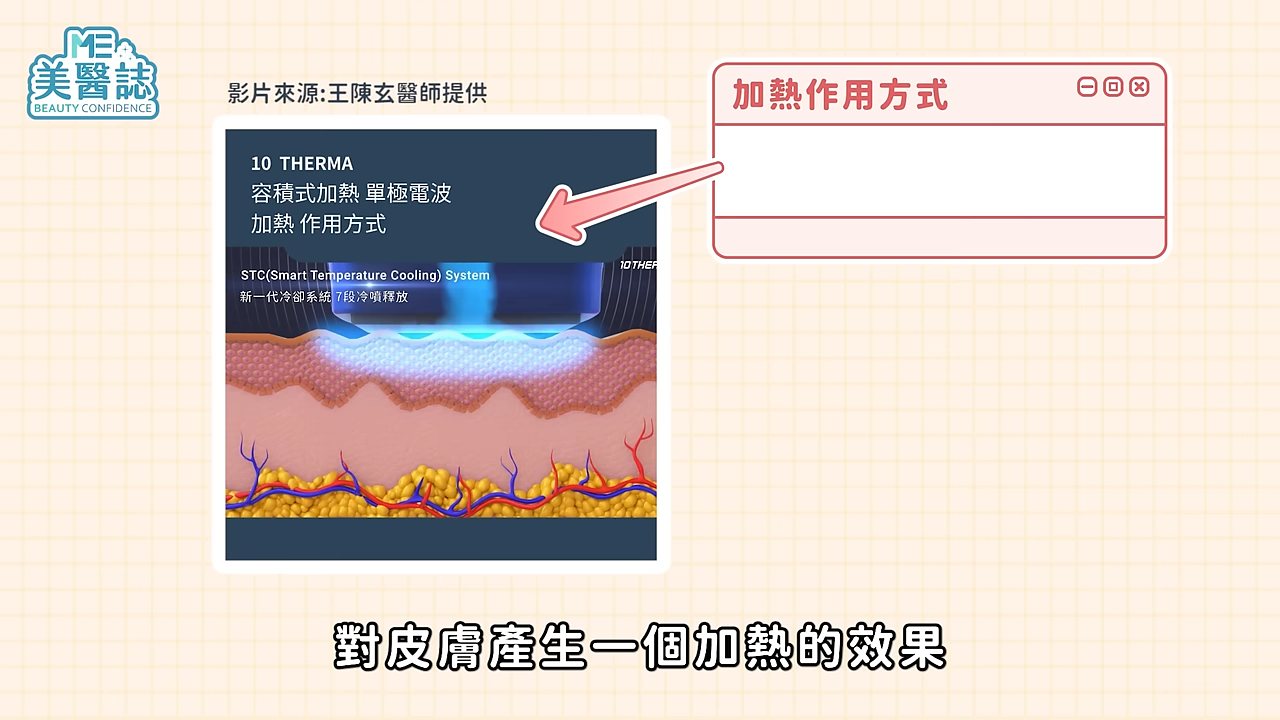 ME
美醫誌
BEAUTY CONFIDENCE
影片來源:王陳玄醫師提供
加熱作用方式
10 THERMA
容積式加熱 單極電波
加熱 作用方式
STC(Smart Temperature Cooling) System
新一代冷卻系統 7段冷噴釋放
10THER
對皮膚產生一個加熱的效果